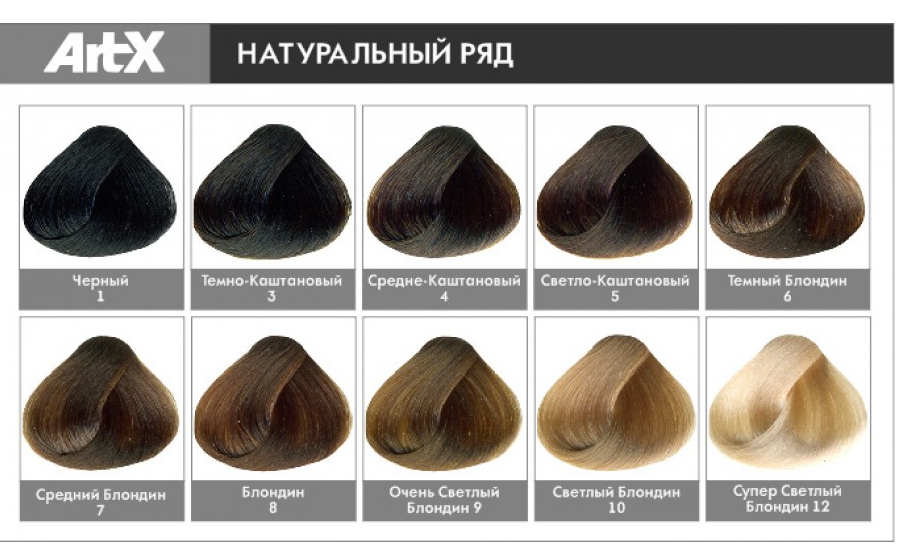 ArtX
НАТУРАЛЬНЫЙ РЯД
Черный
1
Темно-Каштановый
3
Средне-Каштановый
4
Светло-Каштановый
5
Темный Блондин
6
Средний Блондин
7
Блондин
8
Очень Светлый
Блондин 9
Светлый Блондин
10
Супер Светлый
Блондин 12